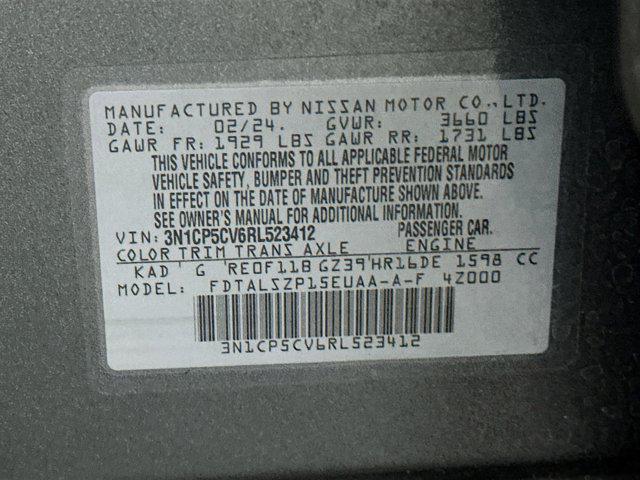 MANUFACTURED BY NISSAN MOTOR CO., LTD.
DATE: 02/24. GVWR: 3660 LBS
GAWR FR: 1929 LBS GAWR RR: 1731 LBS
THIS VEHICLE CONFORMS TO ALL APPLICABLE FEDERAL MOTOR
VEHICLE SAFETY, BUMPER AND THEFT PREVENTION STANDARDS
IN EFFECT ON THE DATE OF MANUFACTURE SHOWN ABOVE.
SEE OWNER'S MANUAL FOR ADDITIONAL INFORMATION.
VIN: 3N1CP5CV6RL523412 PASSENGER CAR.
COLOR TRIM TRANS AXLE ENGINE
KAD G RE0F11B GZ39 HR16DE 1598 CC
MODEL: FDTALSZP15EUAA-A-F 4Z000
3N1CP5CV6RL523412